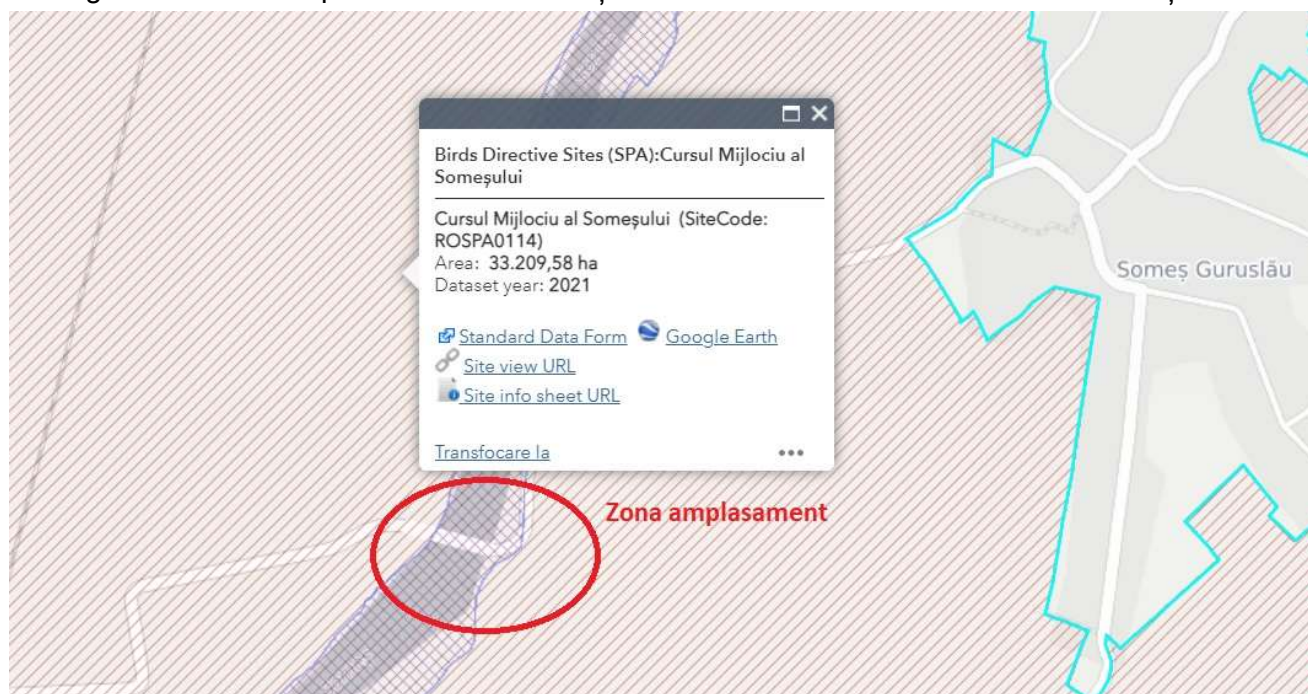 Birds Directive Sites (SPA):Cursul Mijlociu al
Someșului
Cursul Mijlociu al Someșului (SiteCode:
ROSPA0114)
Area: 33.209,58 ha
Dataset year: 2021
Standard Data Form Google Earth
Site view URL
Site info sheet URL
Transfocare la
Zona amplasament
Someș Guruslău